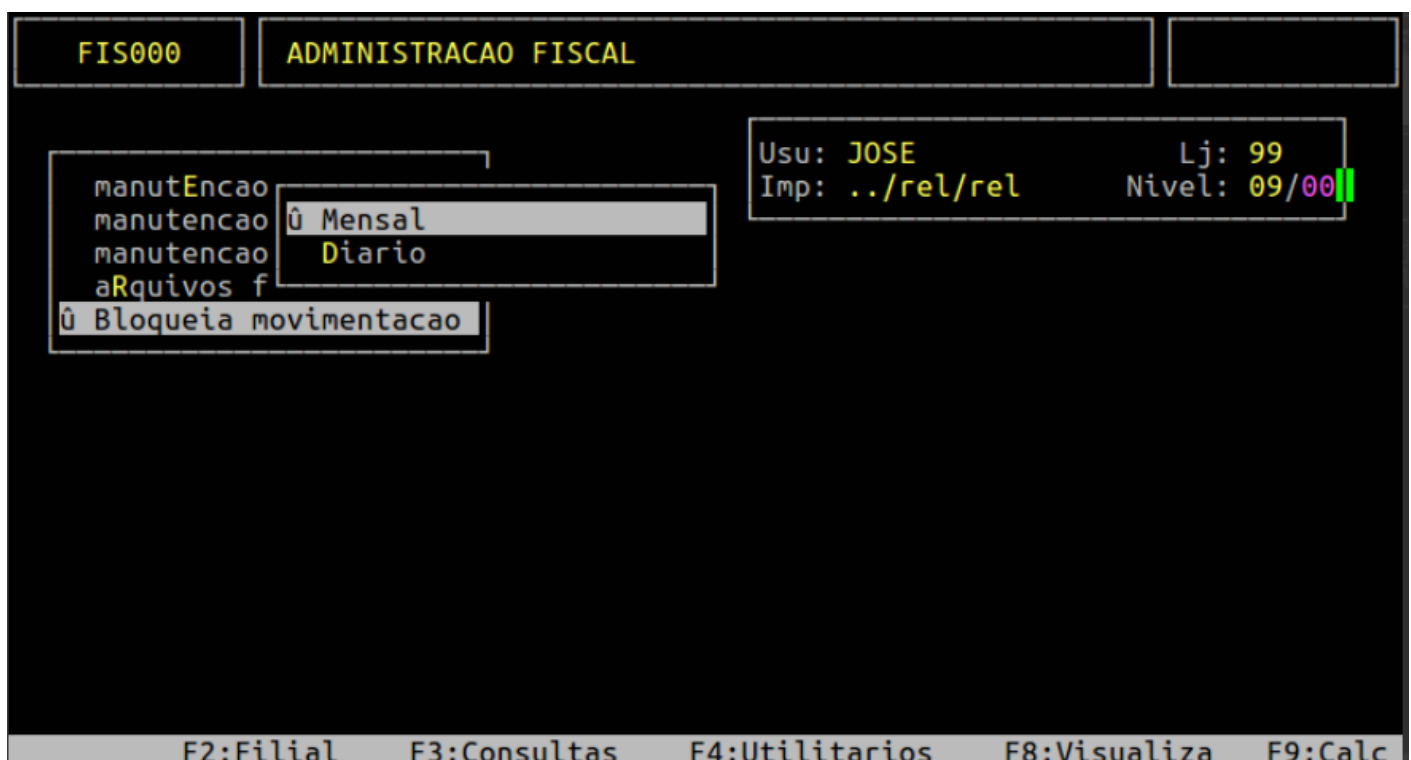 FIS000 ADMINISTRACAO FISCAL
Usu: JOSE Lj: 99
Imp: ../rel/rel Nivel: 09/00
manutEncao
manutencao
manutencao
aRquivos f
û Bloqueia movimentacao
û Mensal
Diario
F2:Filial F3:Consultas F4:Utilitarios F8:Visualiza F9:Calc